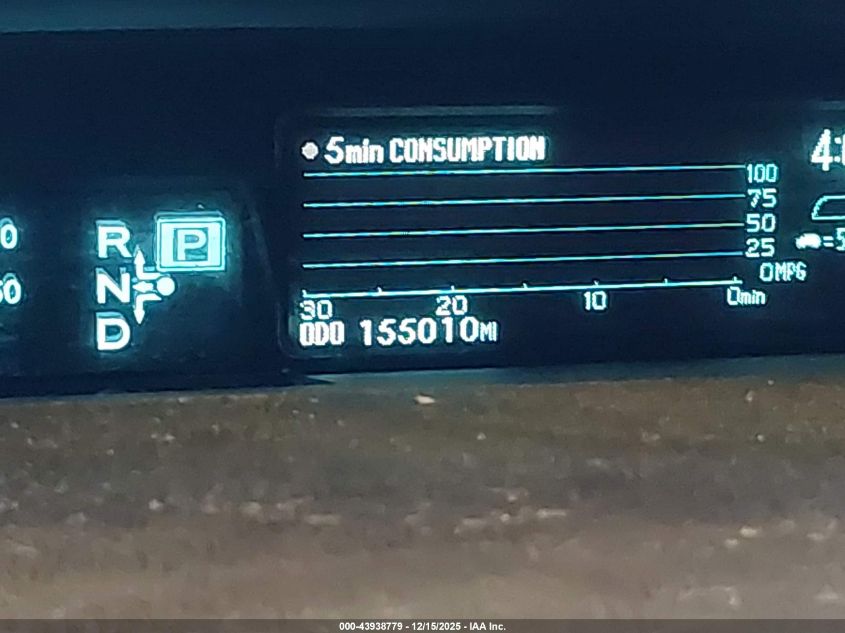 5min CONSUMPTION
100
75
50
25
0MPG
30 20 10 0min
ODO 155010MI
R
P
N
D
000-43938779 - 12/15/2025 - IAA Inc.